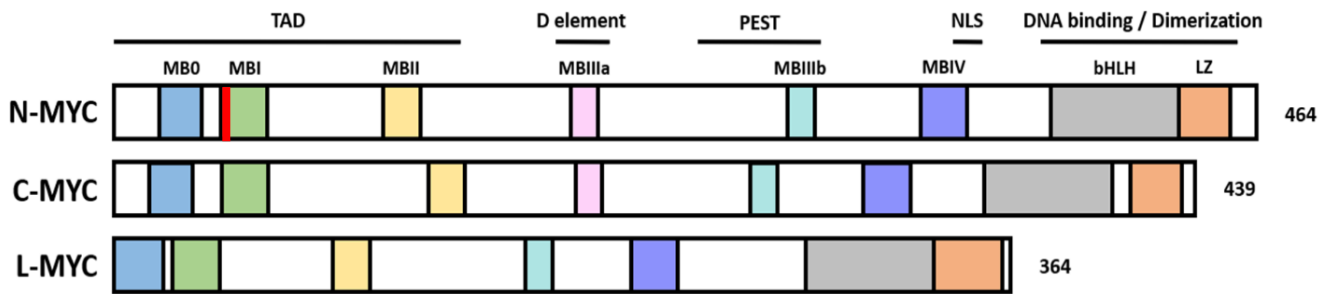 TAD D element PEST NLS DNA binding / Dimerization
MB0 MBI MBII MBIIIa MBIIIb MBIV bHLH LZ
N-MYC 464
C-MYC 439
L-MYC 364